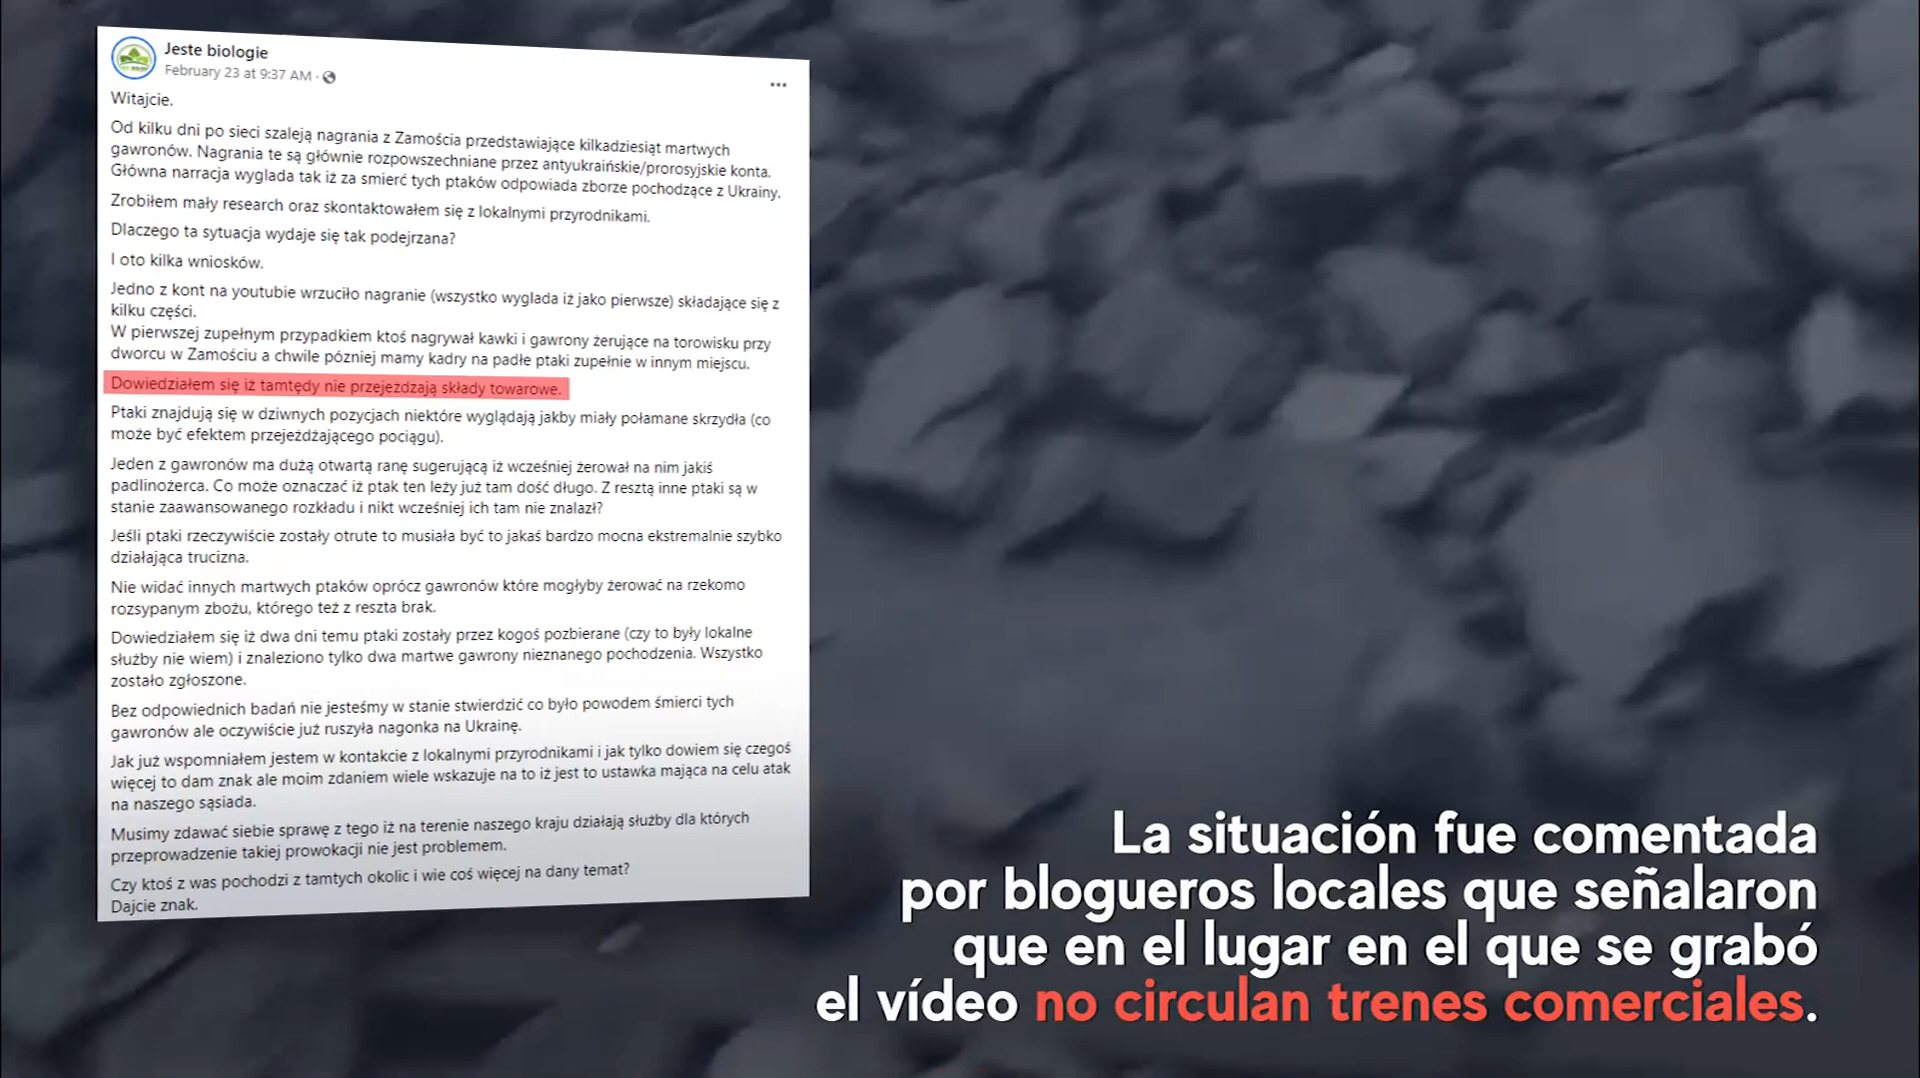 Jeste biologie
February 23 at 9:37 AM ·
Witajcie.
Od kilku dni po sieci szaleją nagrania z Zamościa przedstawiające kilkadziesiąt martwych
gawronów. Nagrania te są głównie rozpowszechniane przez antyukraińskie/prorosyjskie konta.
Główna narracja wyglada tak iż za smierć tych ptaków odpowiada zborze pochodzące z Ukrainy.
Zrobiłem mały research oraz skontaktowałem się z lokalnymi przyrodnikami.
Dlaczego ta sytuacja wydaje się tak podejrzana?
I oto kilka wniosków.
Jedno z kont na youtubie wrzuciło nagranie (wszystko wyglada iż jako pierwsze) składające się z
kilku części.
W pierwszej zupełnym przypadkiem ktoś nagrywał kawki i gawrony żerujące na torowisku przy
dworcu w Zamościu a chwile pózniej mamy kadry na padłe ptaki zupełnie w innym miejscu.
Dowiedziałem się iż tamtędy nie przejeżdzają składy towarowe.
Ptaki znajdują się w dziwnych pozycjach niektóre wyglądają jakby miały połamane skrzydła (co
może być efektem przejeżdżającego pociągu).
Jeden z gawronów ma dużą otwartą ranę sugerującą iż wcześniej żerował na nim jakiś
padlinożerca. Co może oznaczać iż ptak ten leży już tam dość długo. Z resztą inne ptaki są w
stanie zaawansowanego rozkładu i nikt wcześniej ich tam nie znalazł?
Jeśli ptaki rzeczywiście zostały otrute to musiała być to jakaś bardzo mocna ekstremalnie szybko
działająca trucizna.
Nie widać innych martwych ptaków oprócz gawronów które mogłyby żerować na rzekomo
rozsypanym zbożu, którego też z reszta brak.
Dowiedziałem się iż dwa dni temu ptaki zostały przez kogoś pozbierane (czy to były lokalne
służby nie wiem) i znaleziono tylko dwa martwe gawrony nieznanego pochodzenia. Wszystko
zostało zgłoszone.
Bez odpowiednich badań nie jesteśmy w stanie stwierdzić co było powodem śmierci tych
gawronów ale oczywiście już ruszyła nagonka na Ukrainę.
Jak już wspomniałem jestem w kontakcie z lokalnymi przyrodnikami i jak tylko dowiem się czegoś
więcej to dam znak ale moim zdaniem wiele wskazuje na to iż jest to ustawka mająca na celu atak
na naszego sąsiada.
Musimy zdawać siebie sprawę z tego iż na terenie naszego kraju działają służby dla których
przeprowadzenie takiej prowokacji nie jest problemem.
Czy ktoś z was pochodzi z tamtych okolic i wie coś więcej na dany temat?
Dajcie znak.
La situación fue comentada
por blogueros locales que señalaron
que en el lugar en el que se grabó
el vídeo no circulan trenes comerciales.